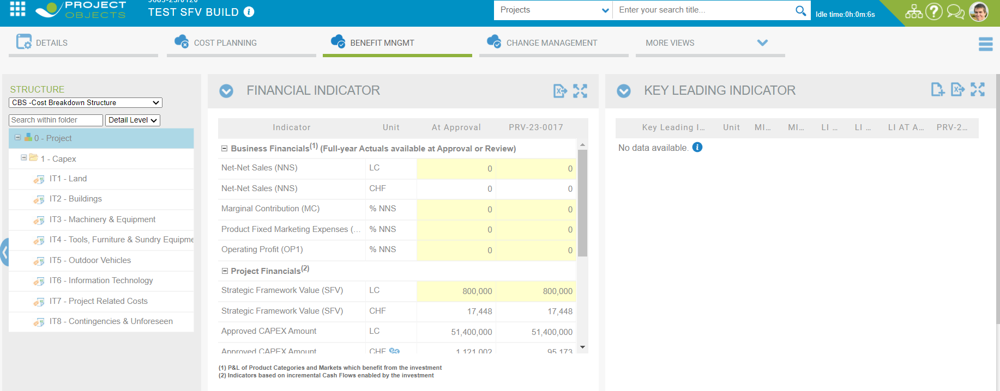 PROJECT
OBJECTS
TEST SFV BUILD
Projects
Enter your search title...
Idle time:0h:0m:6s
DETAILS
COST PLANNING
BENEFIT MNGMT
CHANGE MANAGEMENT
MORE VIEWS
STRUCTURE
CBS -Cost Breakdown Structure
Search within folder
Detail Level
0 - Project
1 - Capex
IT1 - Land
IT2 - Buildings
IT3 - Machinery & Equipment
IT4 - Tools, Furniture & Sundry Equipme
IT5 - Outdoor Vehicles
IT6 - Information Technology
IT7 - Project Related Costs
IT8 - Contingencies & Unforeseen
FINANCIAL INDICATOR
Indicator Unit At Approval PRV-23-0017
Business Financials(1) (Full-year Actuals available at Approval or Review)
Net-Net Sales (NNS) LC 0 0
Net-Net Sales (NNS) CHF 0 0
Marginal Contribution (MC) % NNS 0 0
Product Fixed Marketing Expenses (... % NNS 0 0
Operating Profit (OP1) % NNS 0 0
Project Financials(2)
Strategic Framework Value (SFV) LC 800,000 800,000
Strategic Framework Value (SFV) CHF 17,448 17,448
Approved CAPEX Amount LC 51,400,000 51,400,000
Approved CAPEX Amount CHF 1,121,002 95,173
(1) P&L of Product Categories and Markets which benefit from the investment
(2) Indicators based on incremental Cash Flows enabled by the investment
KEY LEADING INDICATOR
Key Leading I... Unit MI... MI... LI ... LI ... LI AT A... PRV-2...
No data available.